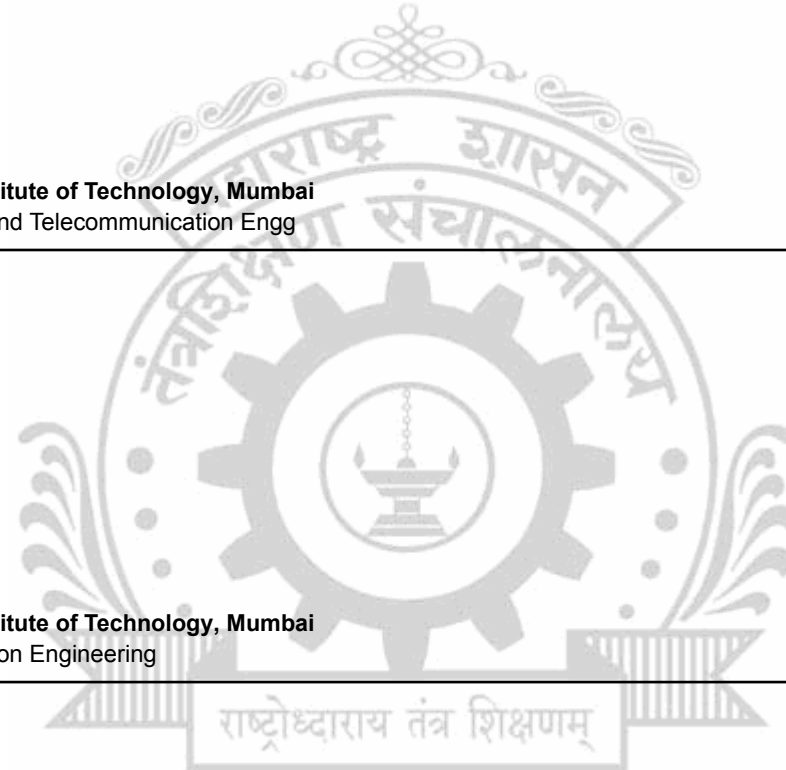 महाराष्ट्र शासन
itute of Technology, Mumbai
nd Telecommunication Engg
तंत्रशिक्षण संचालनालय
itute of Technology, Mumbai
on Engineering
राष्ट्रोध्दाराय तंत्र शिक्षणम्